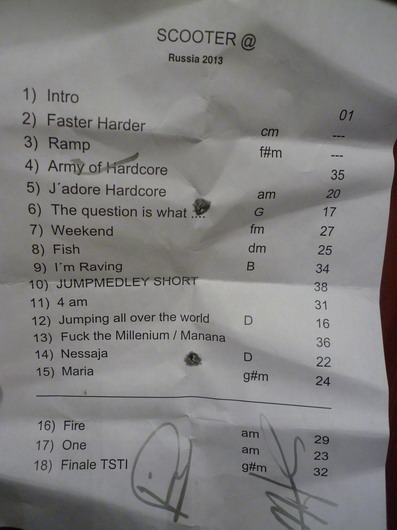 SCOOTER @
Russia 2013
1) Intro 01
2) Faster Harder cm ---
3) Ramp f#m ---
4) Army of Hardcore 35
5) J´adore Hardcore am 20
6) The question is what .... G 17
7) Weekend fm 27
8) Fish dm 25
9) I´m Raving B 34
10) JUMPMEDLEY SHORT 38
11) 4 am 31
12) Jumping all over the world D 16
13) Fuck the Millenium / Manana 36
14) Nessaja D 22
15) Maria g#m 24
16) Fire am 29
17) One am 23
18) Finale TSTI g#m 32